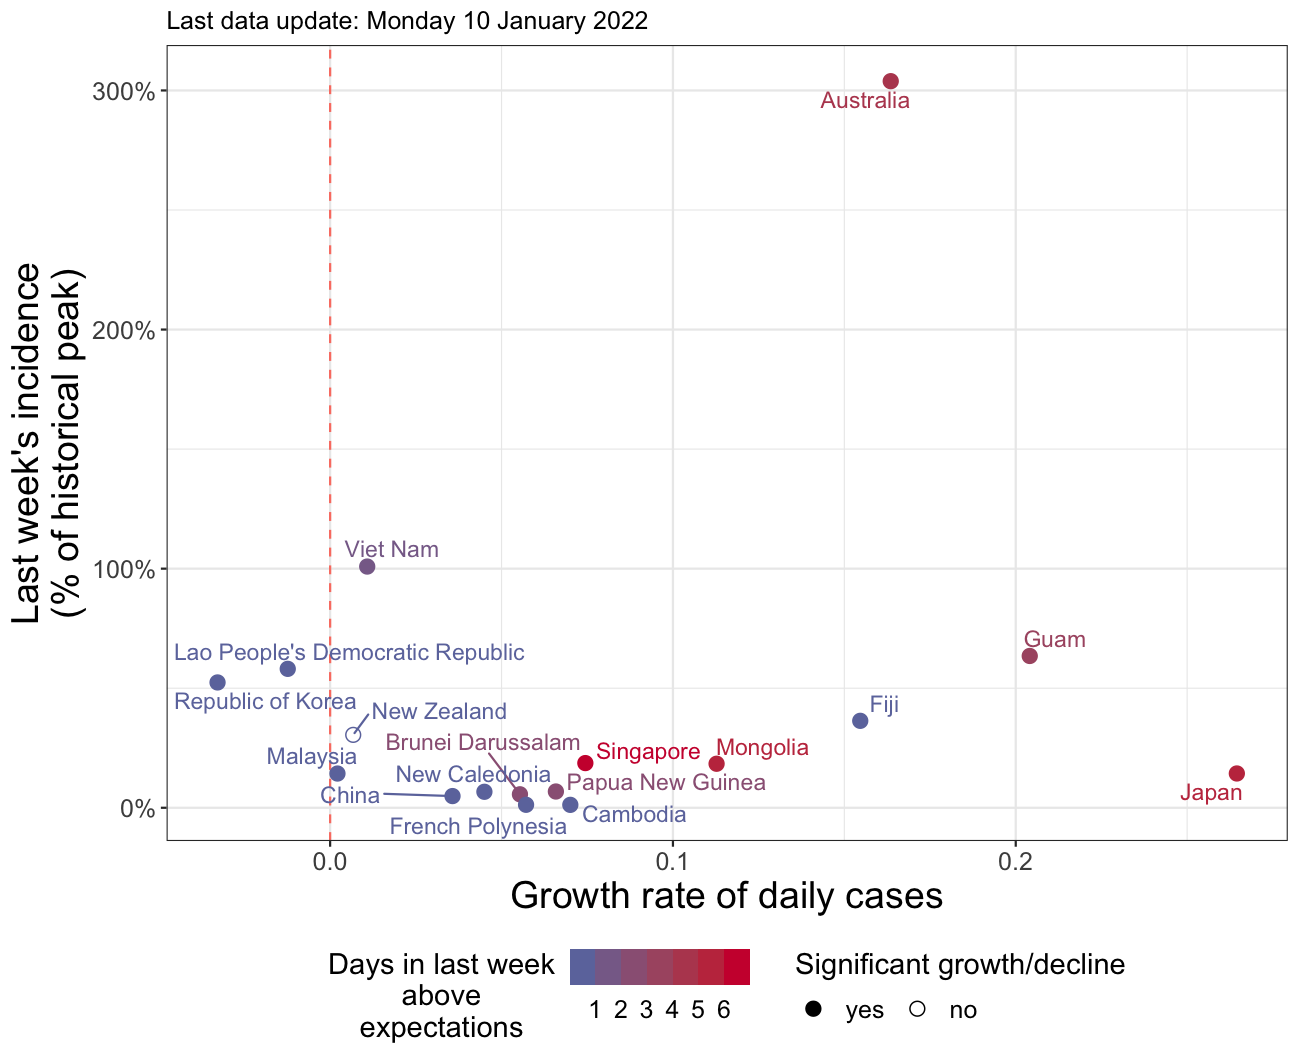 Last data update: Monday 10 January 2022
Last week's incidence
(% of historical peak)
300%
200%
100%
0%
Australia
Viet Nam
Guam
Lao People's Democratic Republic
Republic of Korea
Fiji
New Zealand
Brunei Darussalam
Singapore
Mongolia
Malaysia
New Caledonia
Papua New Guinea
China
Japan
French Polynesia
Cambodia
0.0
0.1
0.2
Growth rate of daily cases
Days in last week
above
expectations
1 2 3 4 5 6
Significant growth/decline
yes
no